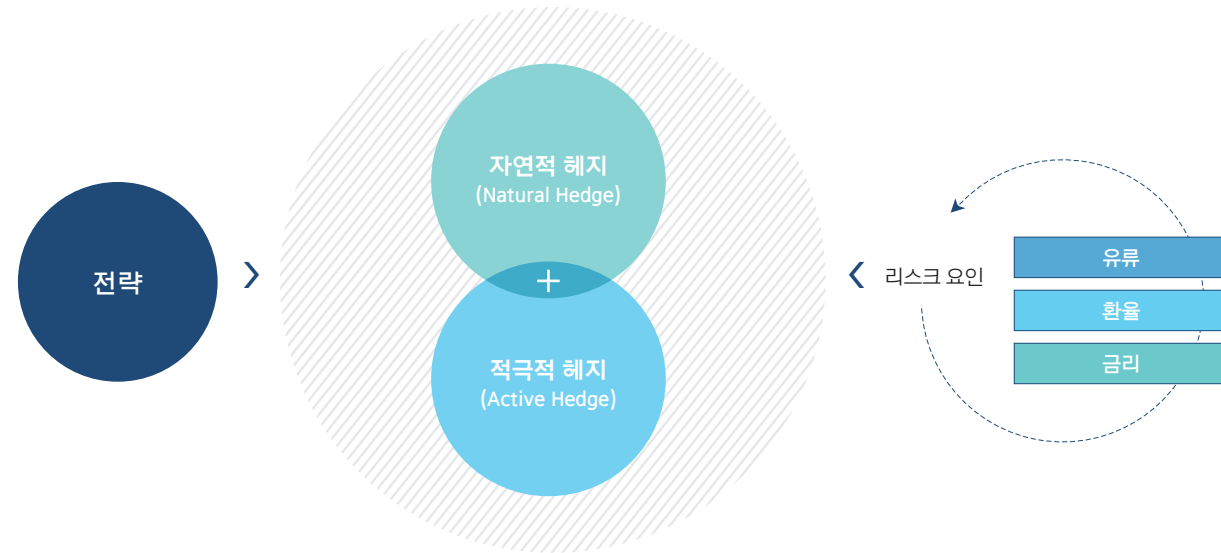 전략
자연적 헤지
(Natural Hedge)
+
적극적 헤지
(Active Hedge)
리스크 요인
유류
환율
금리